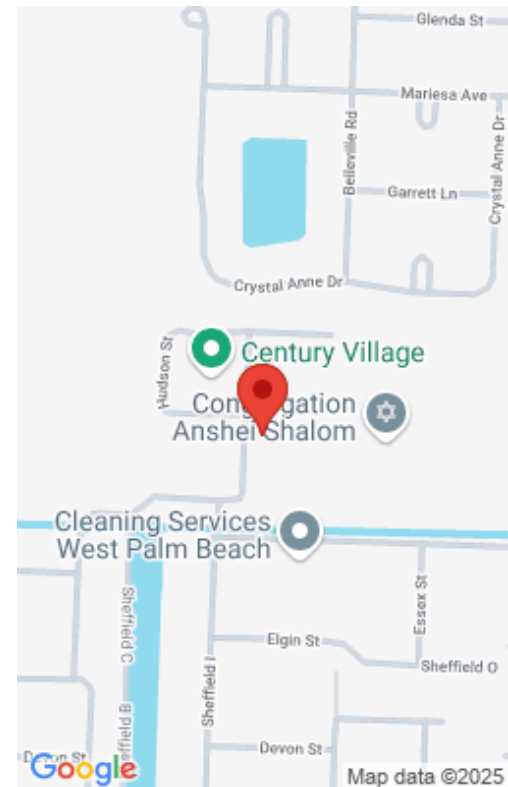 Glenda St
Mariesa Ave
Belleville Rd
Crystal Anne Dr
Garrett Ln
Crystal Anne Dr
Hudson St
Century Village
Congregation
Anshei Shalom
Cleaning Services
West Palm Beach
Sheffield C
Essex St
Elgin St
Sheffield O
Sheffield I
Sheffield B
Devon St
Devon St
Google
Map data ©2025